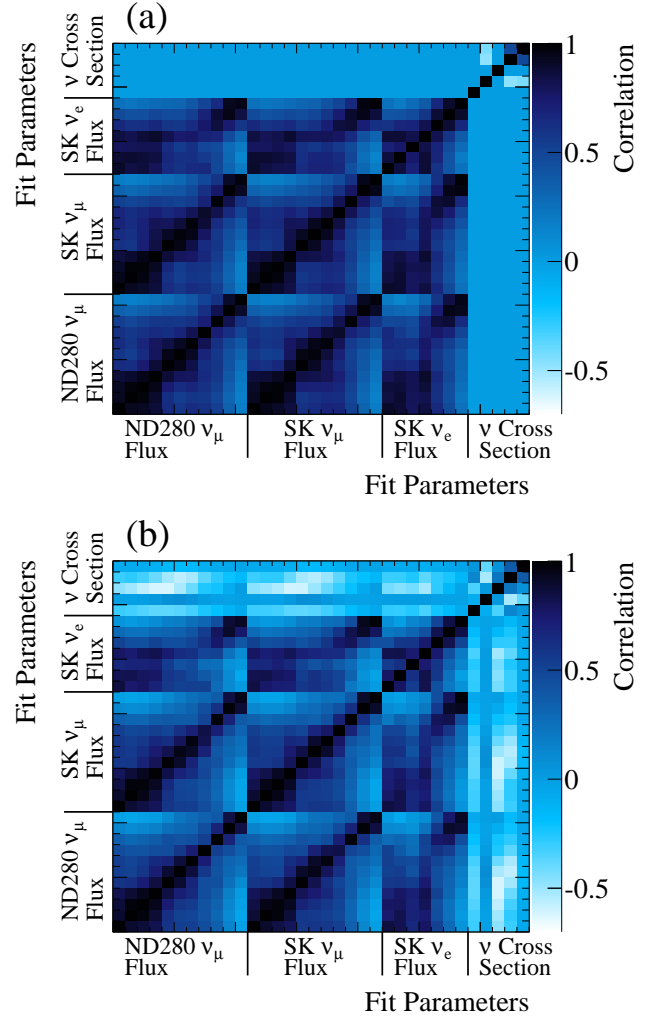 (a)
Fit Parameters
ν Cross
Section
SK νe
Flux
SK νμ
Flux
ND280 νμ
Flux
1
0.5
0
-0.5
Correlation
ND280 νμ
Flux
SK νμ
Flux
SK νe
Flux
ν Cross
Section
Fit Parameters
(b)
Fit Parameters
ν Cross
Section
SK νe
Flux
SK νμ
Flux
ND280 νμ
Flux
1
0.5
0
-0.5
Correlation
ND280 νμ
Flux
SK νμ
Flux
SK νe
Flux
ν Cross
Section
Fit Parameters